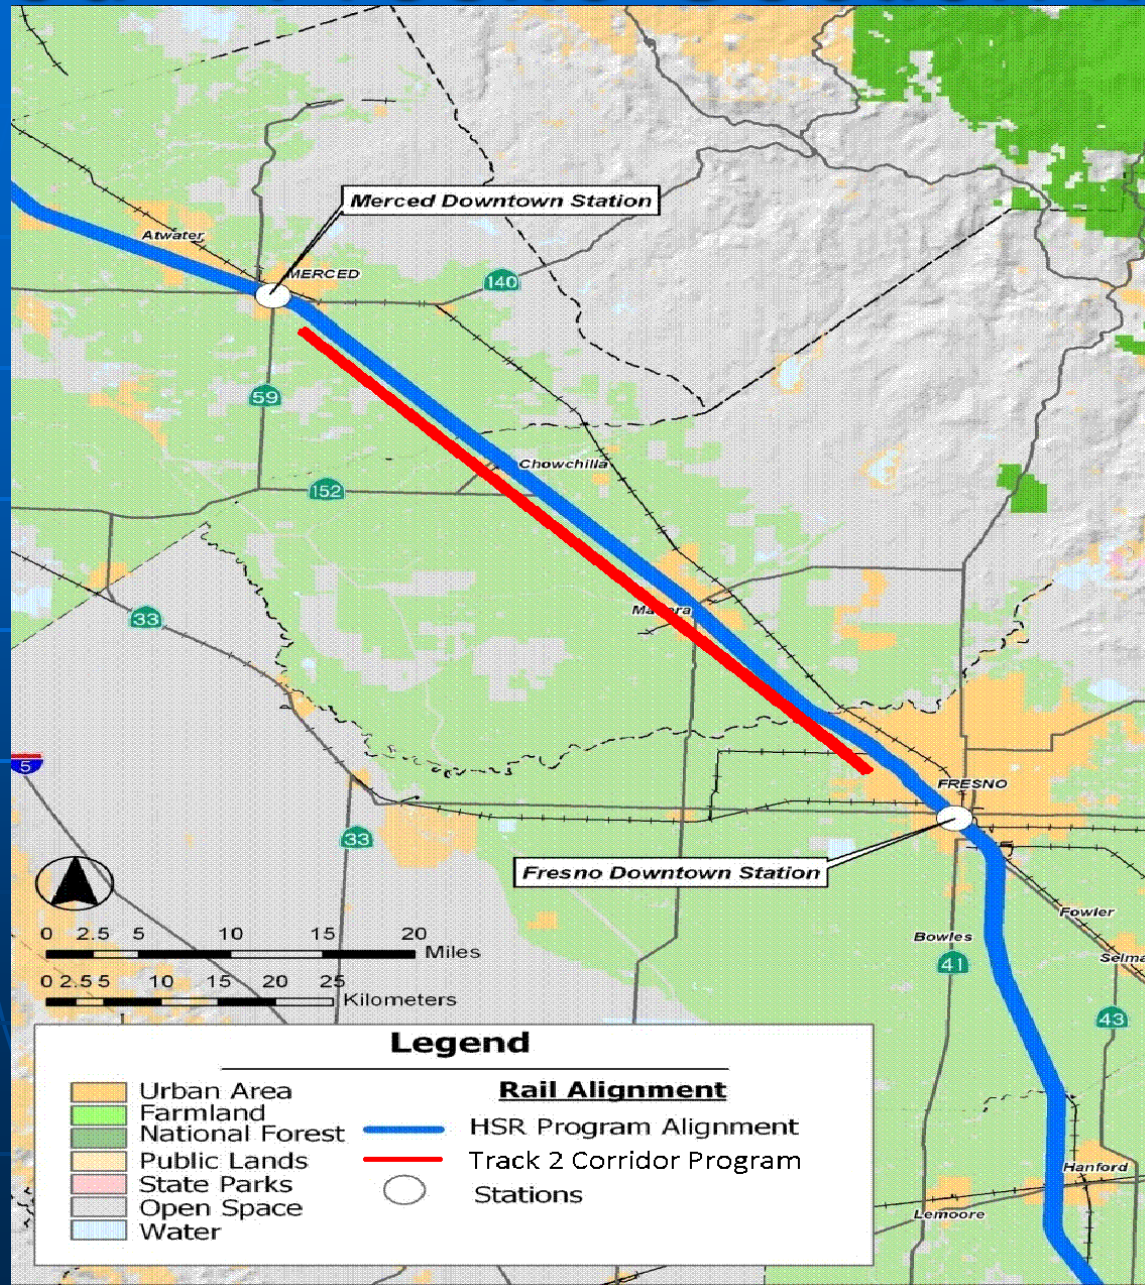 Merced Downtown Station
Atwater
MERCED
140
59
Chowchilla
152
33
Madera
5
FRESNO
33
Fresno Downtown Station
Fowler
Bowles
Selma
41
43
0 2.5 5 10 15 20
Miles
0 2.5 5 10 15 20 25
Kilometers
Legend
Urban Area
Farmland
National Forest
Public Lands
State Parks
Open Space
Water
Rail Alignment
HSR Program Alignment
Track 2 Corridor Program
Stations
Hanford
Lemoore